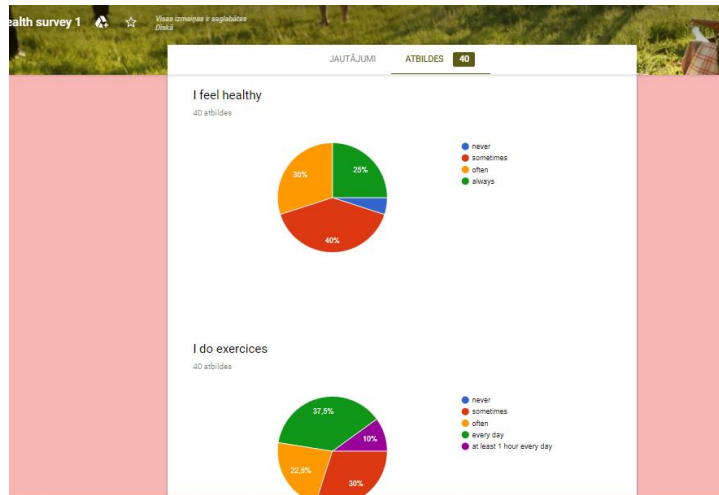 ealth survey 1
Visas izmaiņas ir saglabātas
Diskā
JAUTĀJUMI
ATBILDES 40
I feel healthy
40 atbildes
30%
25%
40%
never
sometimes
often
always
I do exercices
40 atbildes
37,5%
10%
22,5%
30%
never
sometimes
often
every day
at least 1 hour every day